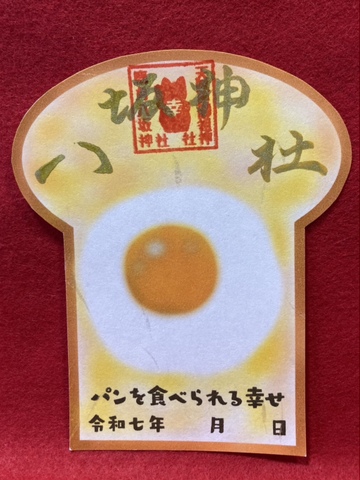 八坂神社
幸
パンを食べられる幸せ
令和七年 月 日